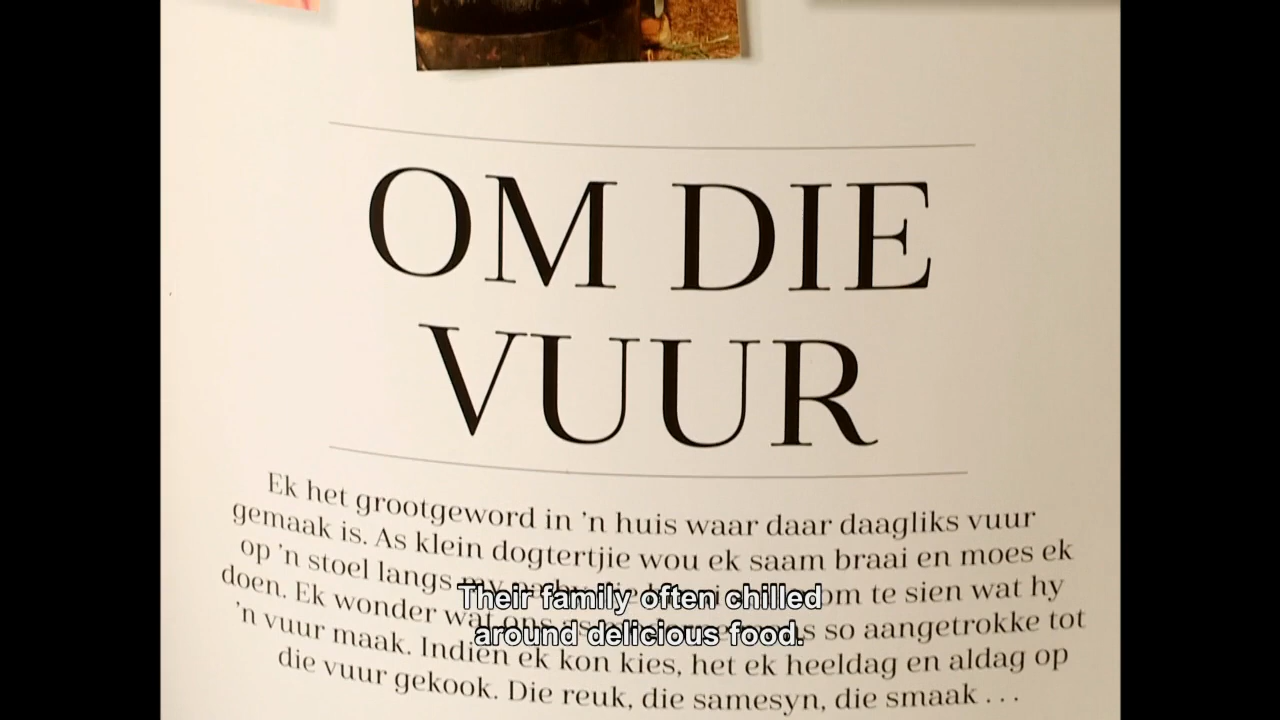 OM DIE
VUUR
Ek het grootgeword in 'n huis waar daar daagliks vuur
gemaak is. As klein dogtertjie wou ek saam braai en moes ek
op 'n stoel langs my om te sien wat hy
doen. Ek wonder wat ons so aangetrokke tot
'n vuur maak. Indien ek kon kies, het ek heeldag en aldag op
die vuur gekook. Die reuk, die samesyn, die smaak . . .
Their family often chilled
around delicious food.